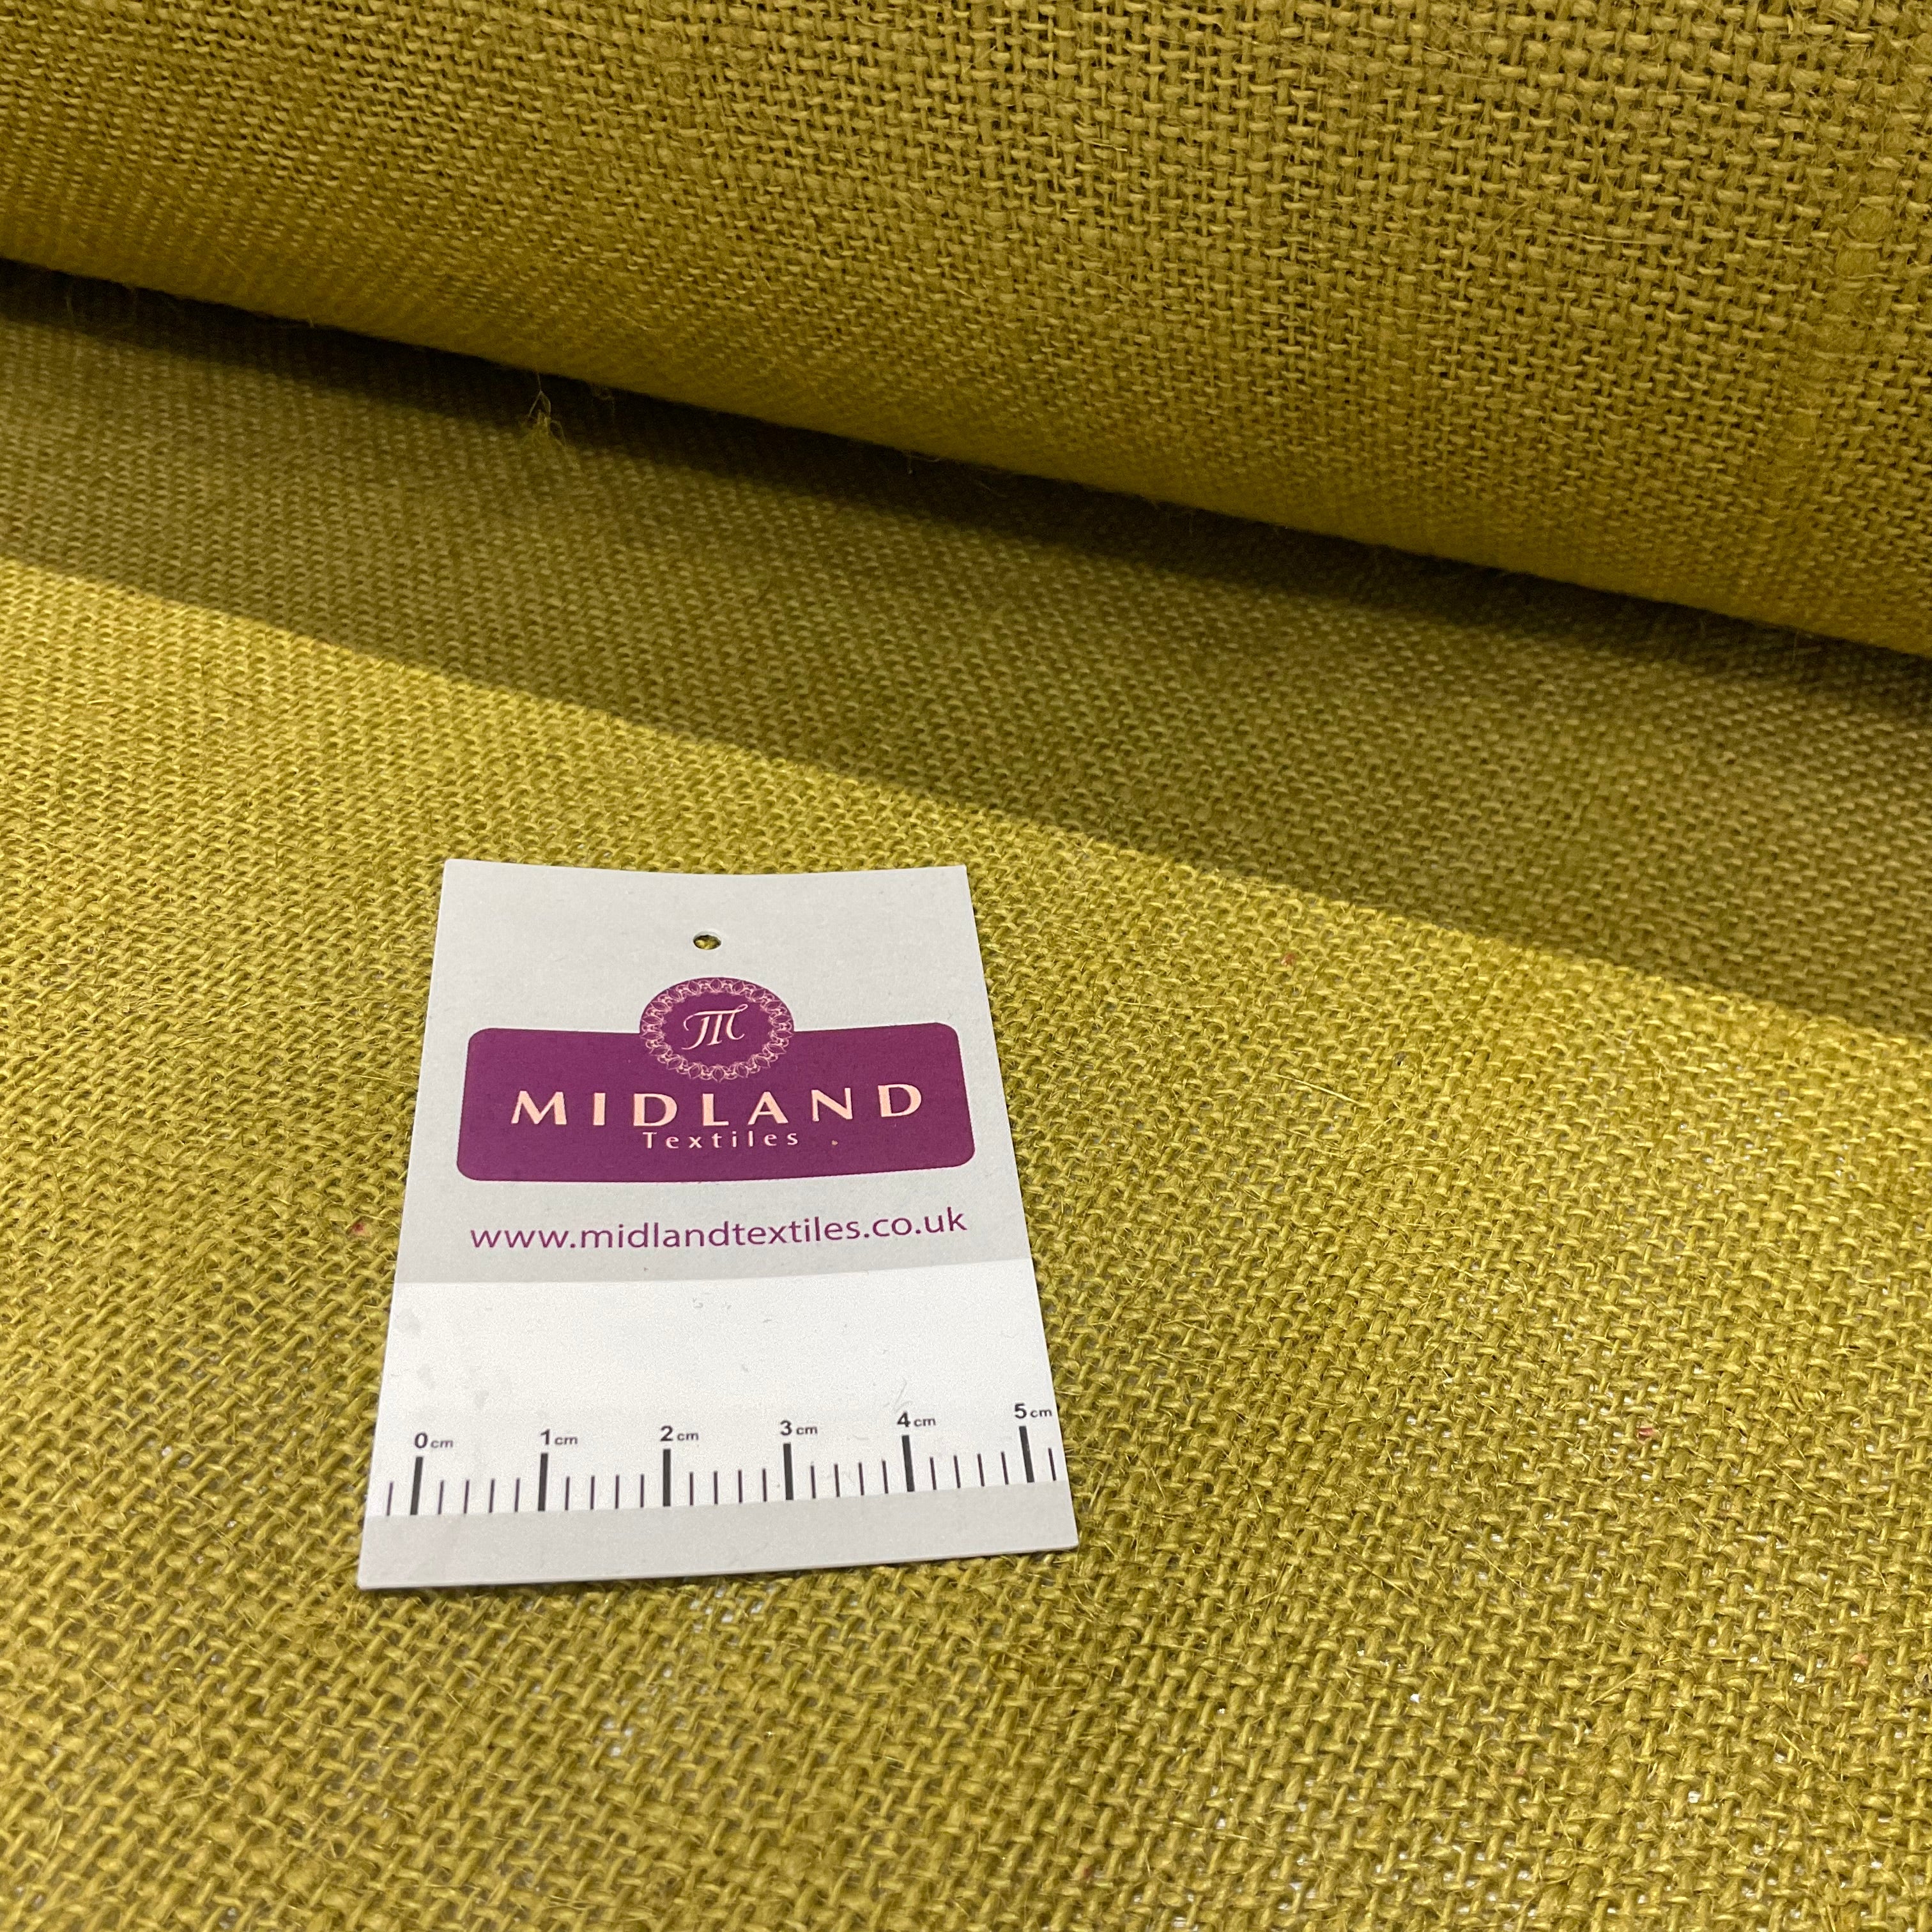 M
MIDLAND
Textiles
www.midlandtextiles.co.uk
0cm 1cm 2cm 3cm 4cm 5cm